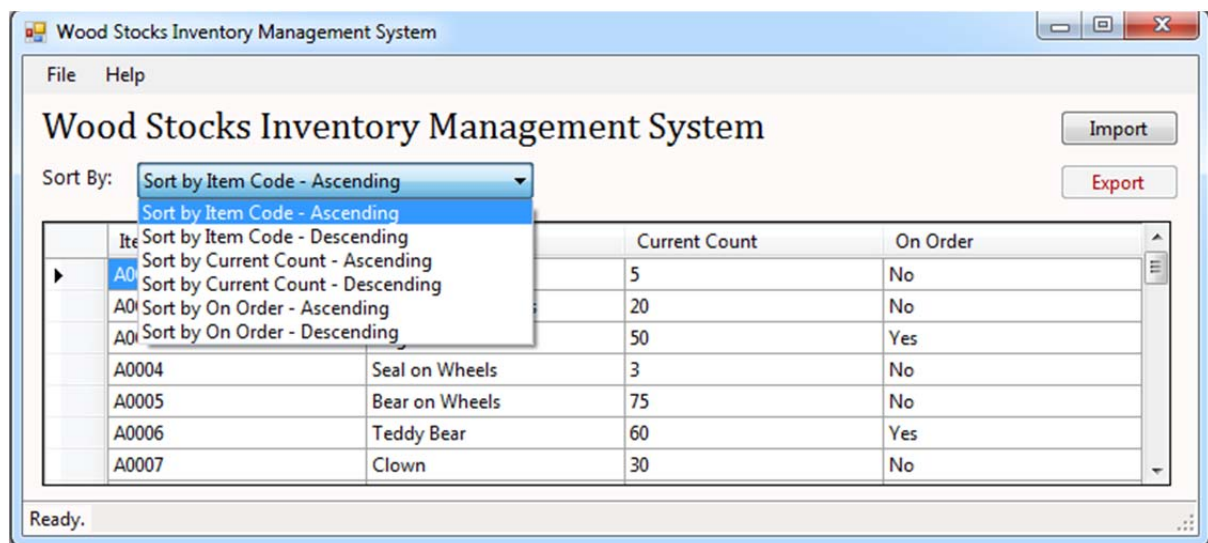 Wood Stocks Inventory Management System
File Help
Wood Stocks Inventory Management System
Import
Sort By: Sort by Item Code - Ascending
Export
Sort by Item Code - Ascending
Sort by Item Code - Descending
Sort by Current Count - Ascending
Sort by Current Count - Descending
Sort by On Order - Ascending
Sort by On Order - Descending
Current Count On Order
5 No
20 No
50 Yes
A0004 Seal on Wheels 3 No
A0005 Bear on Wheels 75 No
A0006 Teddy Bear 60 Yes
A0007 Clown 30 No
Ready.